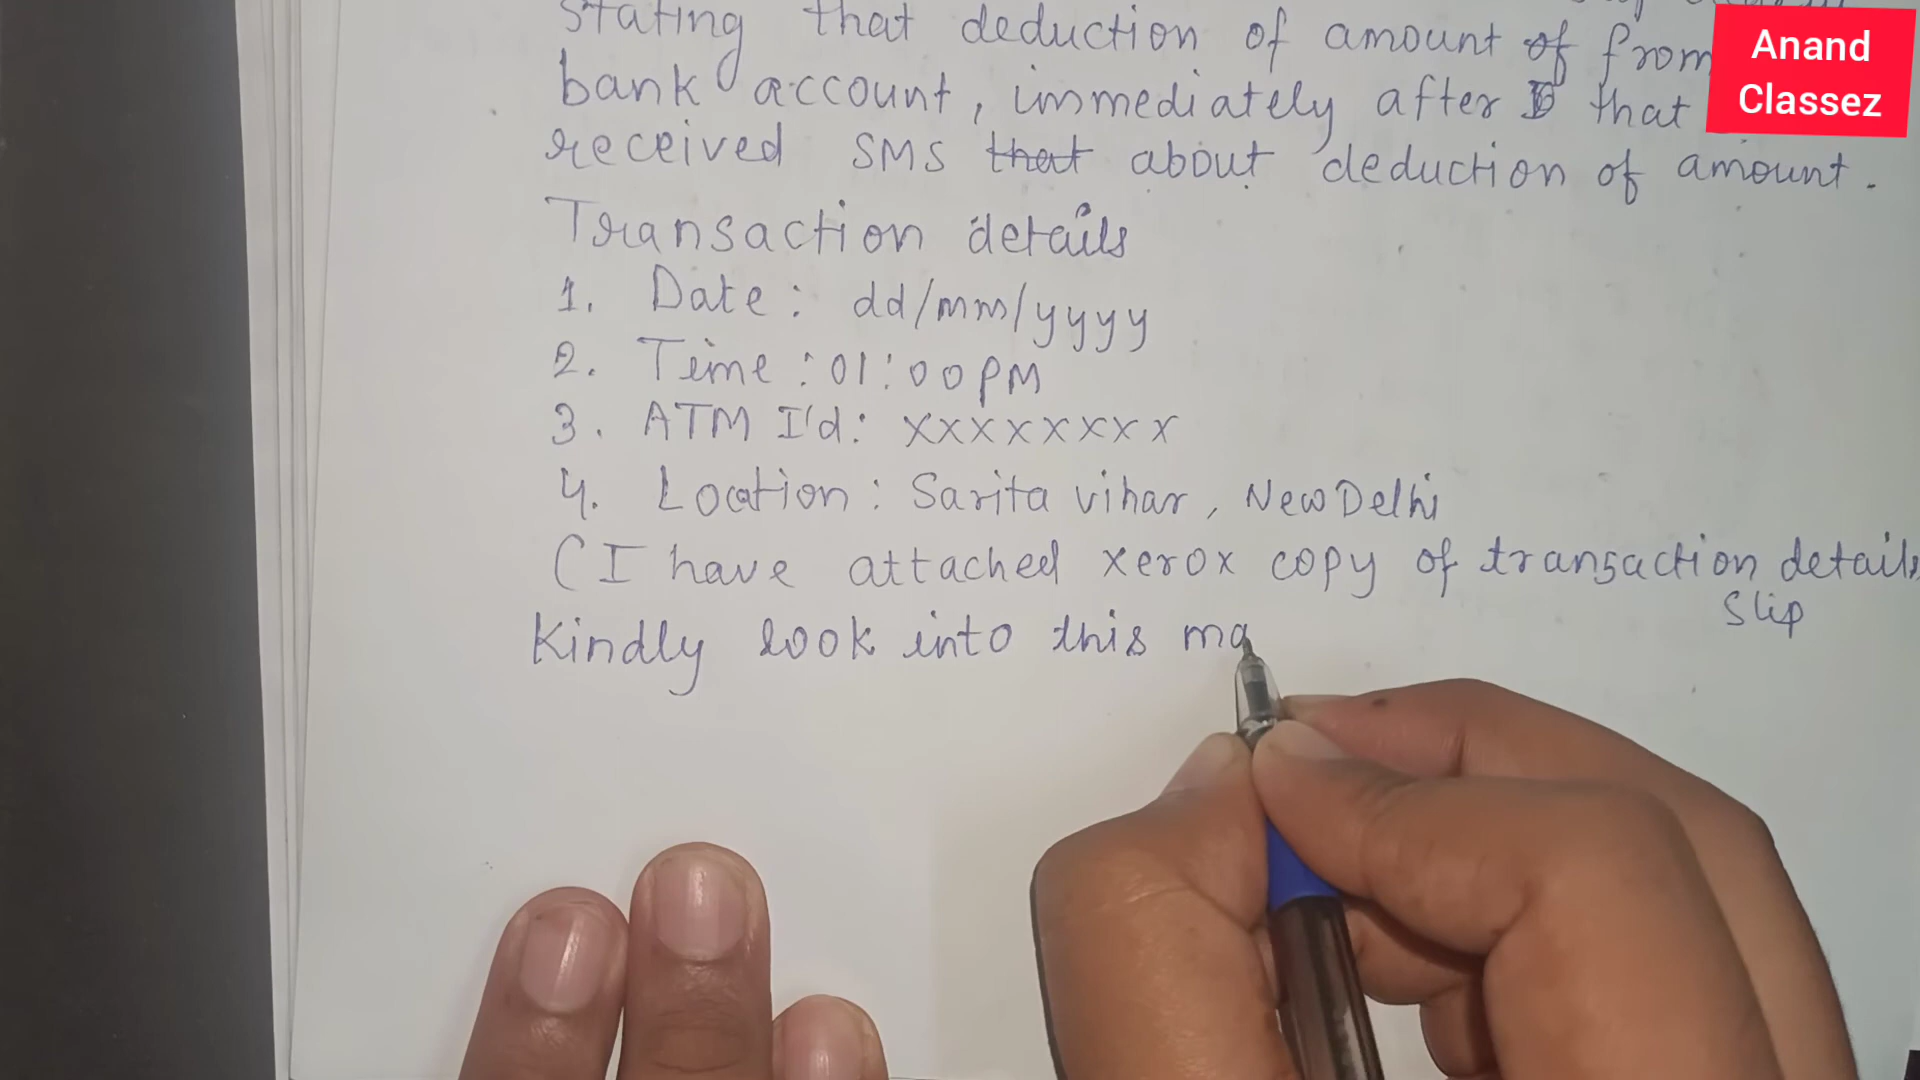 stating that deduction of amount of from
bank account, immediately after that
received SMS that about deduction of amount.
Transaction details
1. Date : dd/mm/yyyy
2. Time : 01:00PM
3. ATM I'd: xxxxxxxx
4. Location : Sarita vihar, New Delhi
(I have attached xerox copy of transaction details
slip
Kindly look into this ma
Anand
Classez